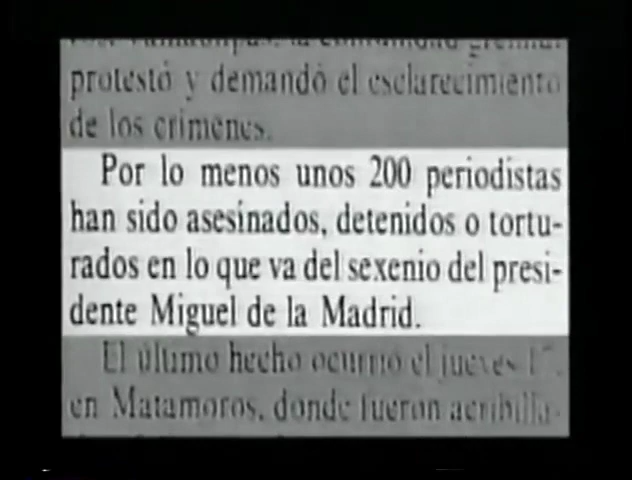 protestó y demandó el esclarecimiento
de los crímenes.
Por lo menos unos 200 periodistas
han sido asesinados, detenidos o tortu-
rados en lo que va del sexenio del presi-
dente Miguel de la Madrid.
El último hecho ocurrió el jueves
en Matamoros, donde fueron acribilla-